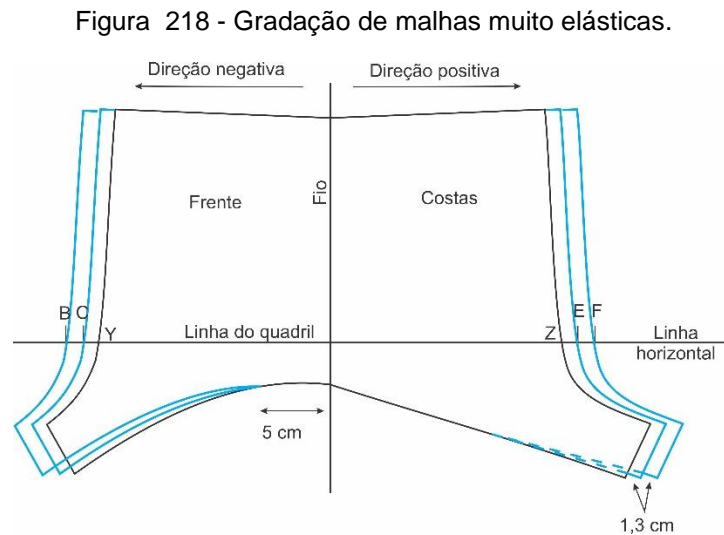 Figura 218 - Gradação de malhas muito elásticas.
Direção negativa
Direção positiva
Frente
Fio
Costas
B C Y
Linha do quadril
Z E F
Linha
horizontal
5 cm
1,3 cm